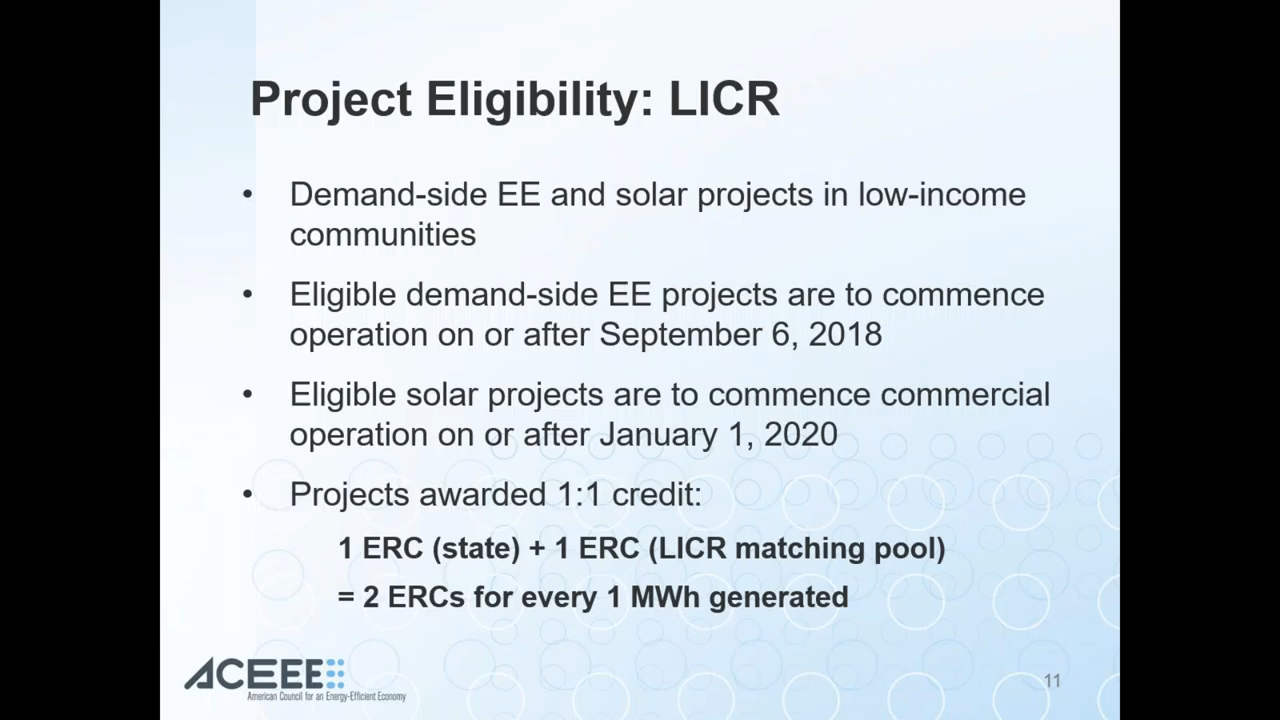 Project Eligibility: LICR
• Demand-side EE and solar projects in low-income
communities
• Eligible demand-side EE projects are to commence
operation on or after September 6, 2018
• Eligible solar projects are to commence commercial
operation on or after January 1, 2020
• Projects awarded 1:1 credit:
1 ERC (state) + 1 ERC (LICR matching pool)
= 2 ERCs for every 1 MWh generated
ACEEE
American Council for an Energy-Efficient Economy
11